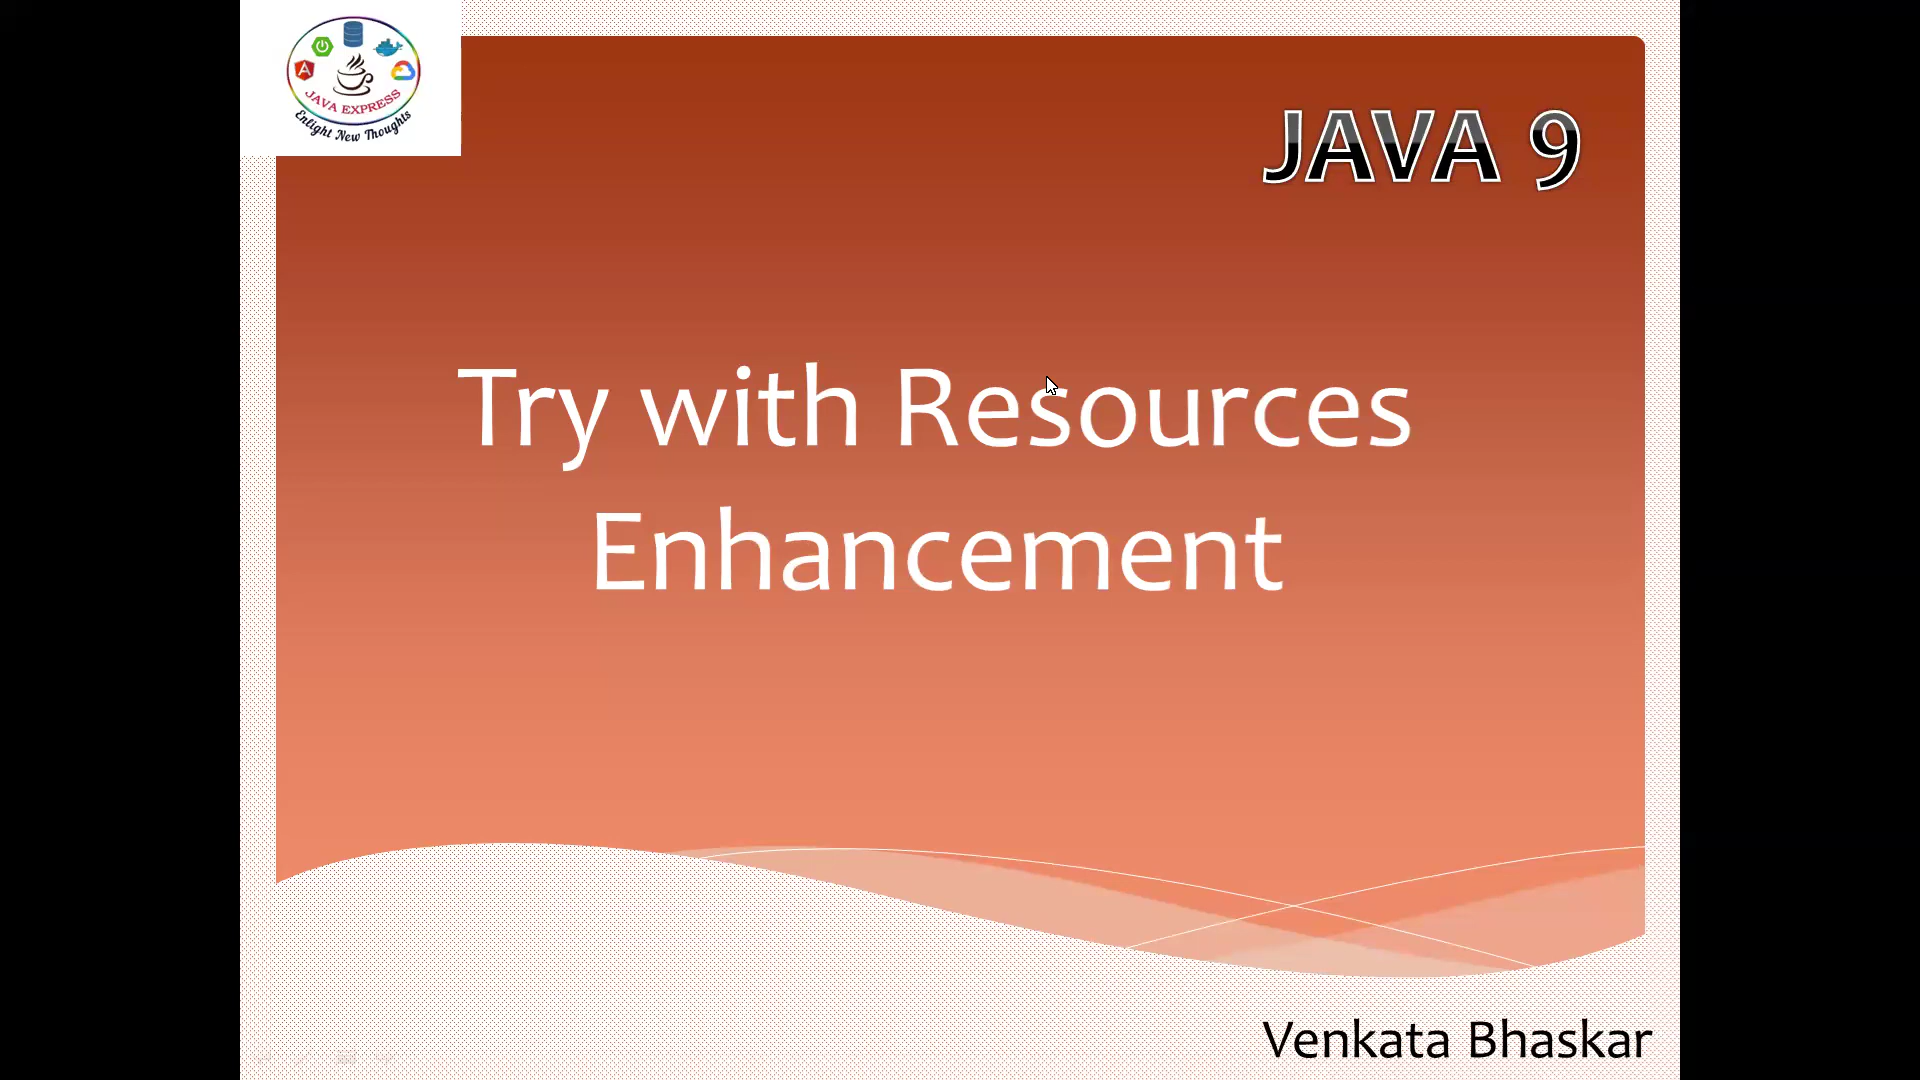 JAVA EXPRESS
Enlight New Thoughts
JAVA 9
Try with Resources
Enhancement
Venkata Bhaskar